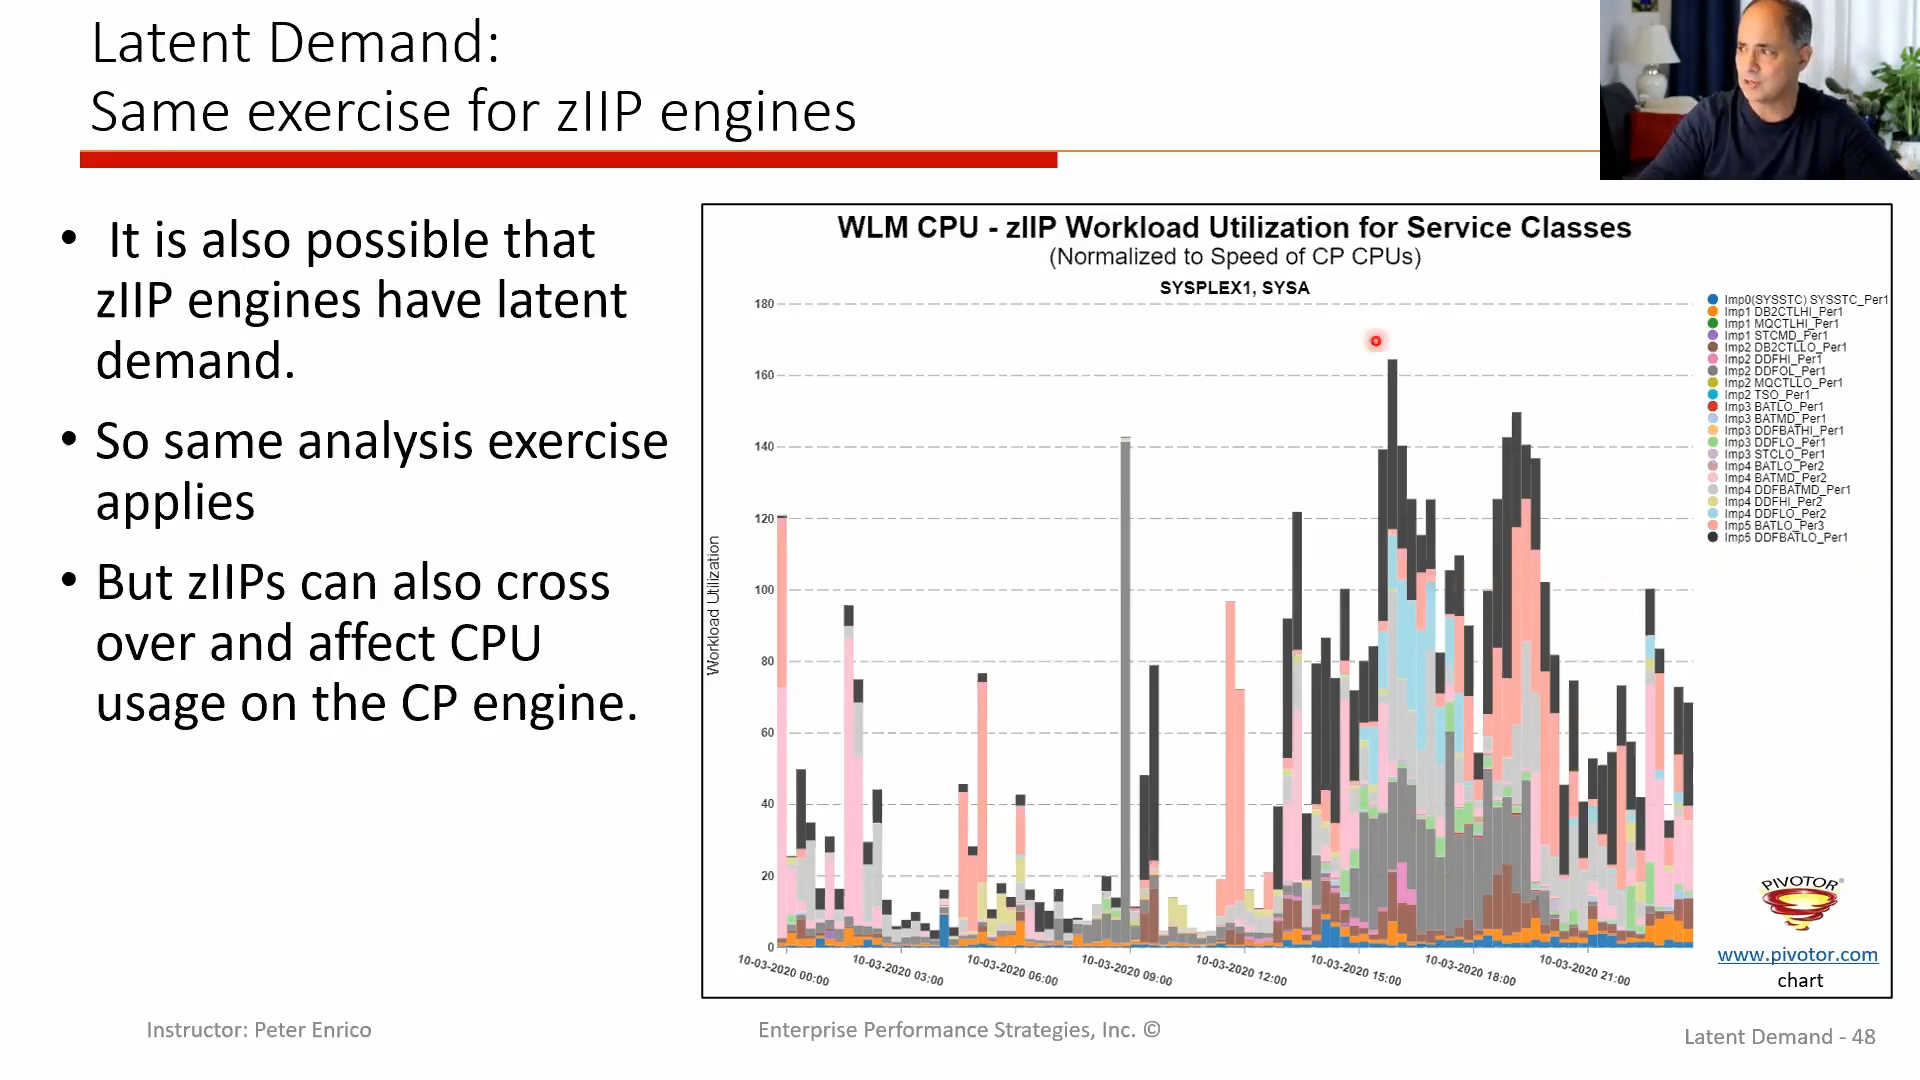 Latent Demand:
Same exercise for zIIP engines
• It is also possible that
zIIP engines have latent
demand.
• So same analysis exercise
applies
• But zIIPs can also cross
over and affect CPU
usage on the CP engine.
WLM CPU - zIIP Workload Utilization for Service Classes
(Normalized to Speed of CP CPUs)
SYSPLEX1, SYSA
Workload Utilization
180
160
140
120
100
80
60
40
20
0
10-03-2020 00:00
10-03-2020 03:00
10-03-2020 06:00
10-03-2020 09:00
10-03-2020 12:00
10-03-2020 15:00
10-03-2020 18:00
10-03-2020 21:00
Imp0(SYSSTC) SYSSTC_Per1
Imp1 DB2CTLHI_Per1
Imp1 MQCTLHI_Per1
Imp1 STCMD_Per1
Imp2 DB2CTLLO_Per1
Imp2 DDFHI_Per1
Imp2 DDFOL_Per1
Imp2 MQCTLLO_Per1
Imp2 TSO_Per1
Imp3 BATLO_Per1
Imp3 BATMD_Per1
Imp3 DDFBATHI_Per1
Imp3 DDFLO_Per1
Imp3 STCLO_Per1
Imp4 BATLO_Per2
Imp4 BATMD_Per2
Imp4 DDFBATMD_Per1
Imp4 DDFHI_Per2
Imp4 DDFLO_Per2
Imp5 BATLO_Per3
Imp5 DDFBATLO_Per1
PIVOTOR®
www.pivotor.com
chart
Instructor: Peter Enrico
Enterprise Performance Strategies, Inc. ©
Latent Demand - 48